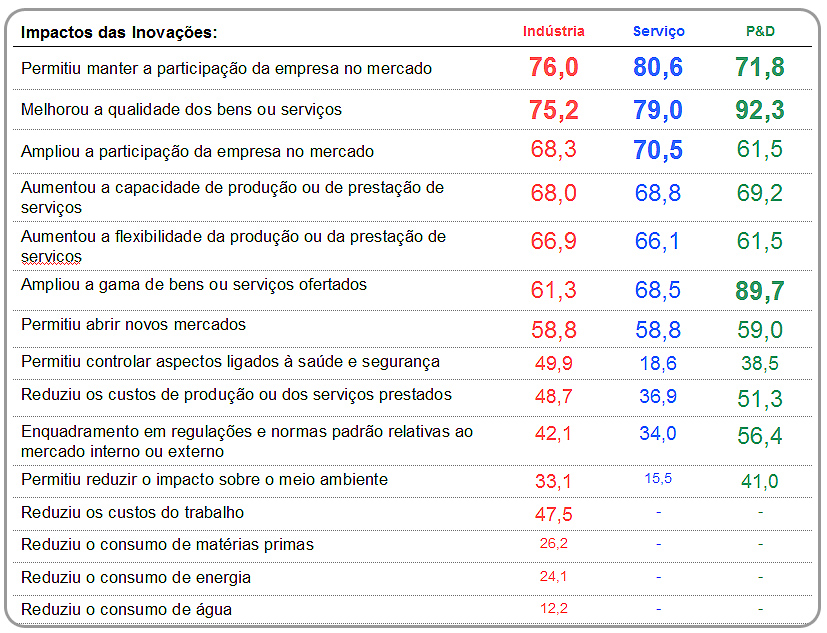 Impactos das Inovações: Indústria Serviço P&D
Permitiu manter a participação da empresa no mercado 76,0 80,6 71,8
Melhorou a qualidade dos bens ou serviços 75,2 79,0 92,3
Ampliou a participação da empresa no mercado 68,3 70,5 61,5
Aumentou a capacidade de produção ou de prestação de
serviços 68,0 68,8 69,2
Aumentou a flexibilidade da produção ou da prestação de
servicos 66,9 66,1 61,5
Ampliou a gama de bens ou serviços ofertados 61,3 68,5 89,7
Permitiu abrir novos mercados 58,8 58,8 59,0
Permitiu controlar aspectos ligados à saúde e segurança 49,9 18,6 38,5
Reduziu os custos de produção ou dos serviços prestados 48,7 36,9 51,3
Enquadramento em regulações e normas padrão relativas ao
mercado interno ou externo 42,1 34,0 56,4
Permitiu reduzir o impacto sobre o meio ambiente 33,1 15,5 41,0
Reduziu os custos do trabalho 47,5 - -
Reduziu o consumo de matérias primas 26,2 - -
Reduziu o consumo de energia 24,1 - -
Reduziu o consumo de água 12,2 - -